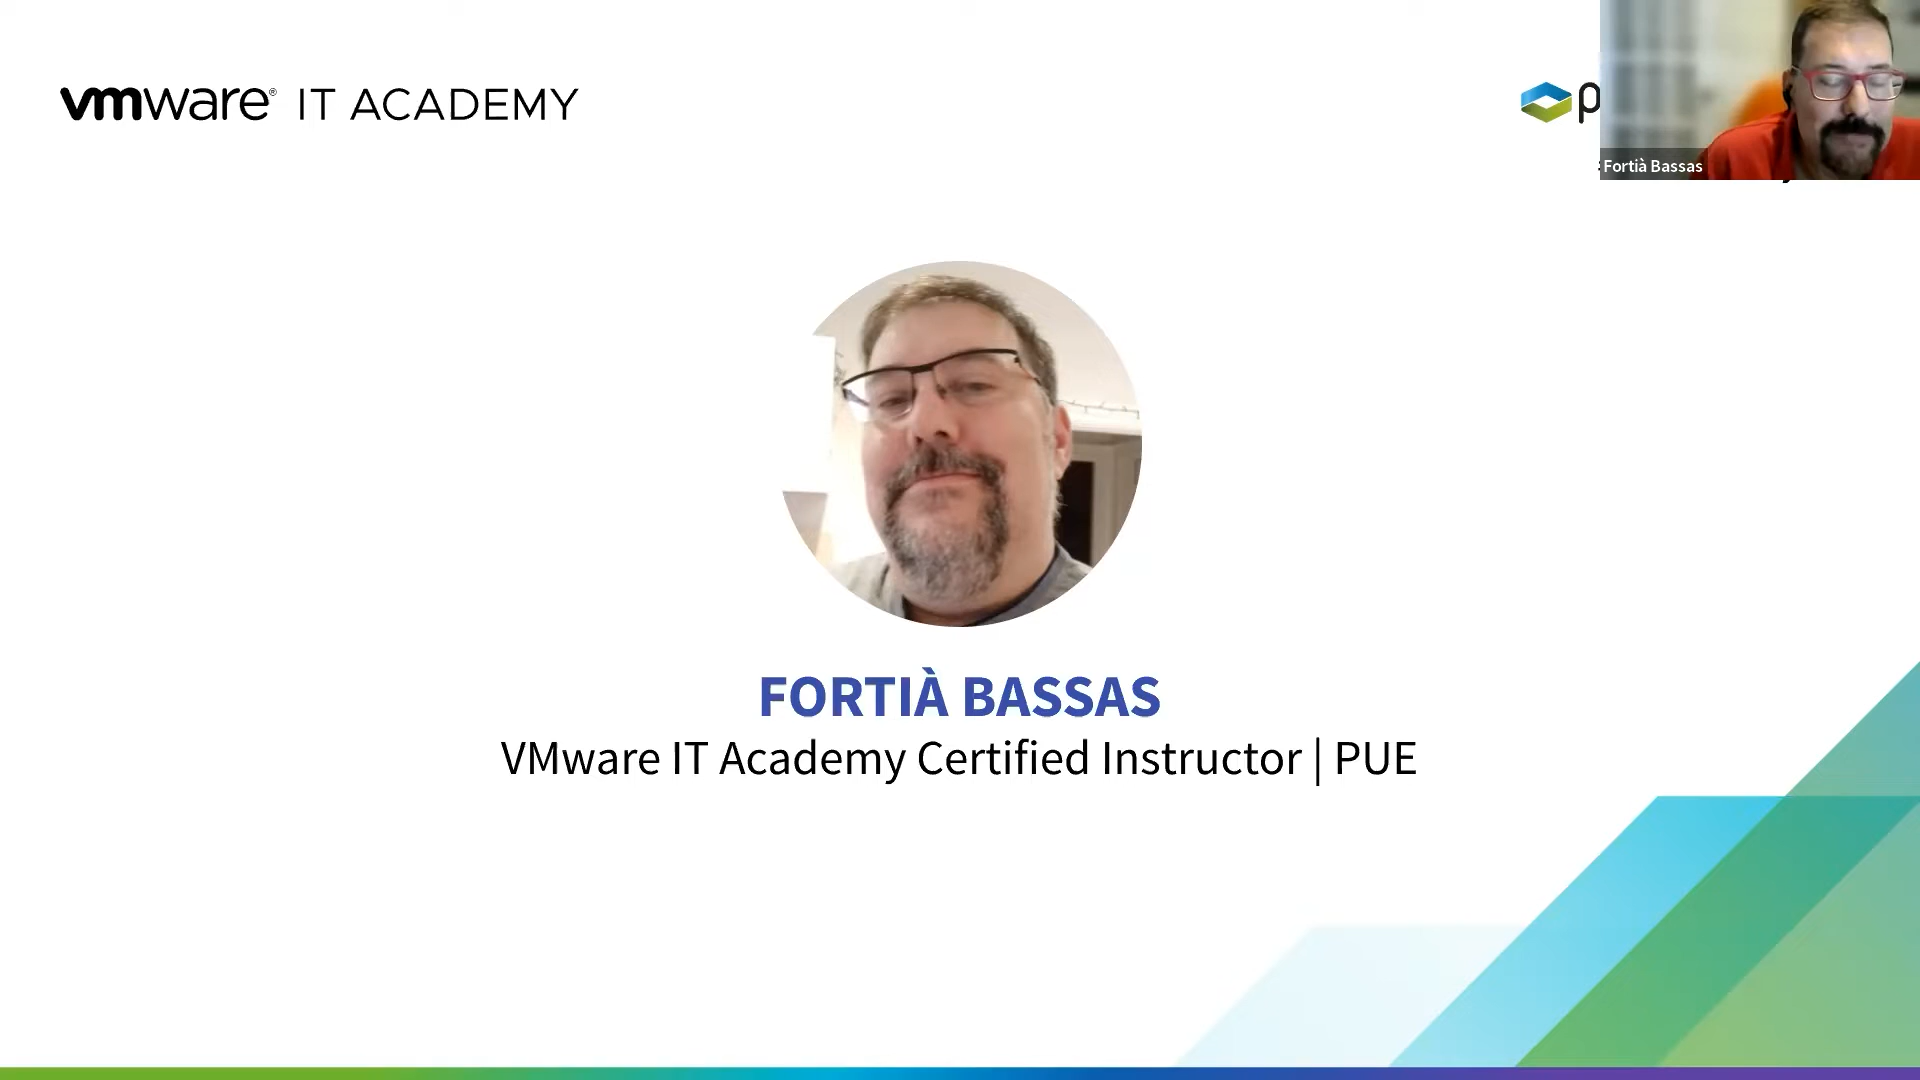 vmware® IT ACADEMY
p
Fortià Bassas
FORTIÀ BASSAS
VMware IT Academy Certified Instructor | PUE